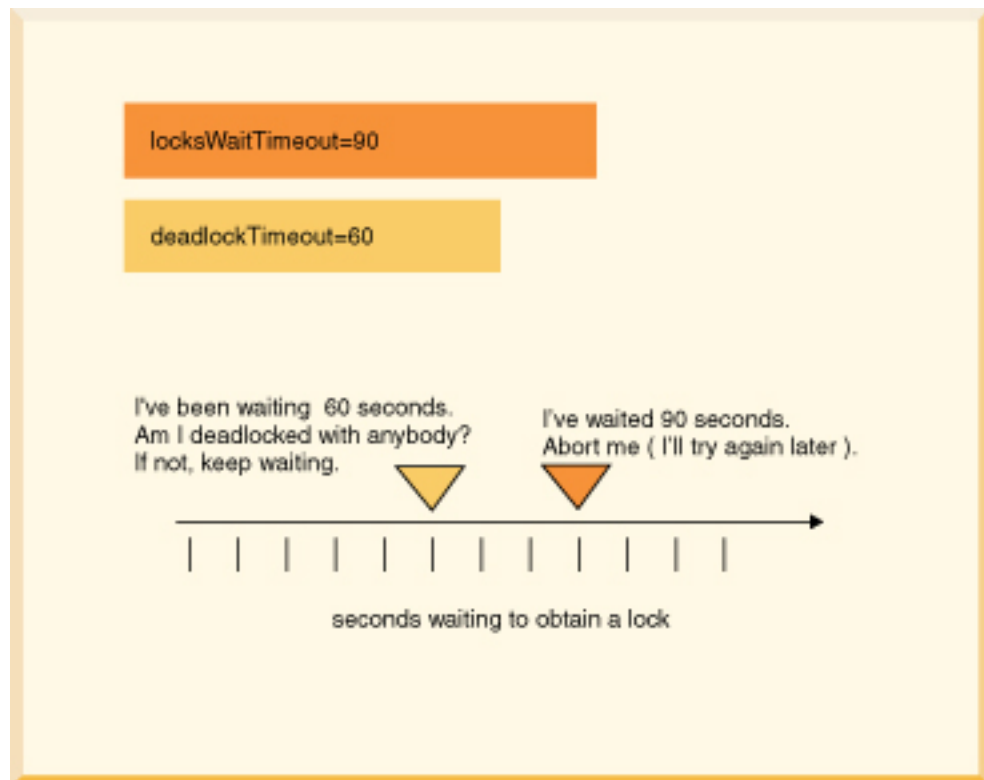 locksWaitTimeout=90
deadlockTimeout=60
I've been waiting 60 seconds.
Am I deadlocked with anybody?
If not, keep waiting.
I've waited 90 seconds.
Abort me ( I'll try again later ).
seconds waiting to obtain a lock